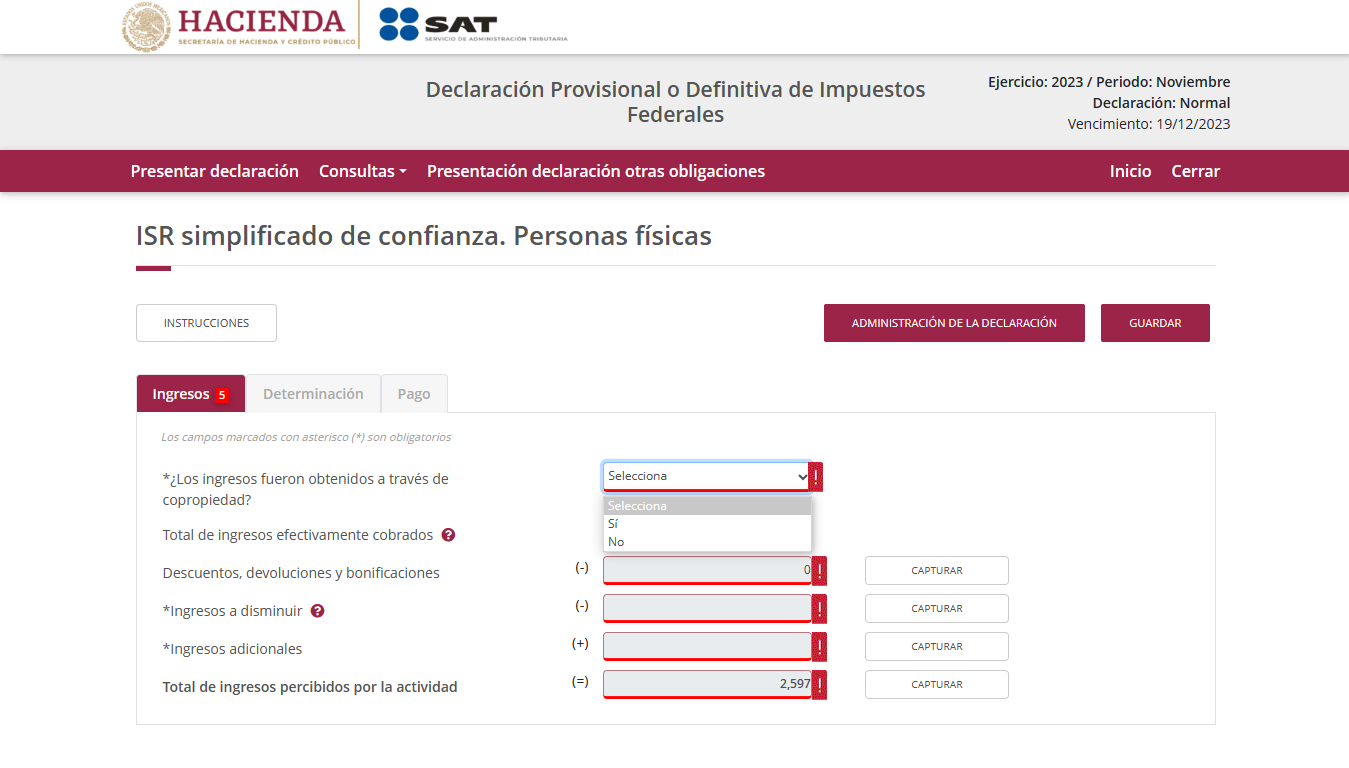 HACIENDA
SECRETARÍA DE HACIENDA Y CRÉDITO PÚBLICO
SAT
SERVICIO DE ADMINISTRACIÓN TRIBUTARIA
Declaración Provisional o Definitiva de Impuestos
Federales
Ejercicio: 2023 / Periodo: Noviembre
Declaración: Normal
Vencimiento: 19/12/2023
Presentar declaración Consultas Presentación declaración otras obligaciones Inicio Cerrar
ISR simplificado de confianza. Personas físicas
INSTRUCCIONES ADMINISTRACIÓN DE LA DECLARACIÓN GUARDAR
Ingresos 5 Determinación Pago
Los campos marcados con asterisco (*) son obligatorios
*¿Los ingresos fueron obtenidos a través de
copropiedad?
Selecciona !
Selecciona
Sí
No
Total de ingresos efectivamente cobrados ?
Descuentos, devoluciones y bonificaciones (-) 0 ! CAPTURAR
*Ingresos a disminuir ? (-) ! CAPTURAR
*Ingresos adicionales (+) ! CAPTURAR
Total de ingresos percibidos por la actividad (=) 2,597 ! CAPTURAR